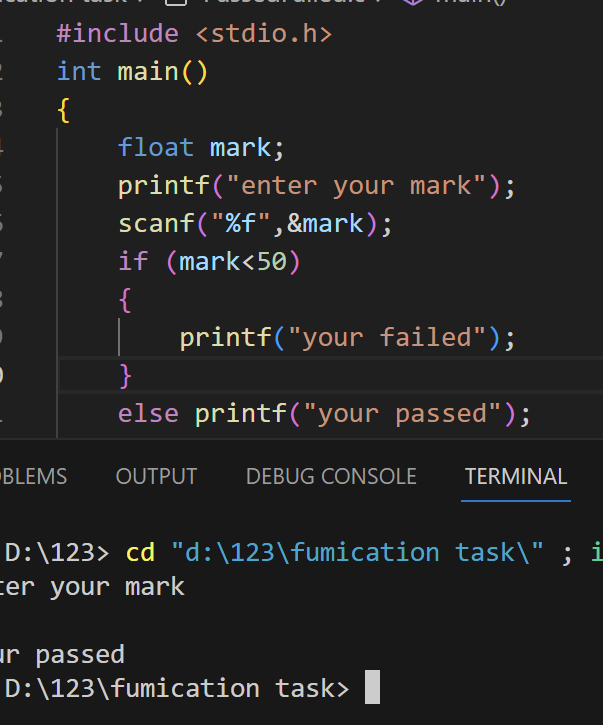 main()
#include <stdio.h>
int main()
{
float mark;
printf("enter your mark");
scanf("%f",&mark);
if (mark<50)
{
printf("your failed");
}
else printf("your passed");
OBLEMS OUTPUT DEBUG CONSOLE TERMINAL
D:\123> cd "d:\123\fumication task\" ; i
ter your mark
ur passed
D:\123\fumication task>